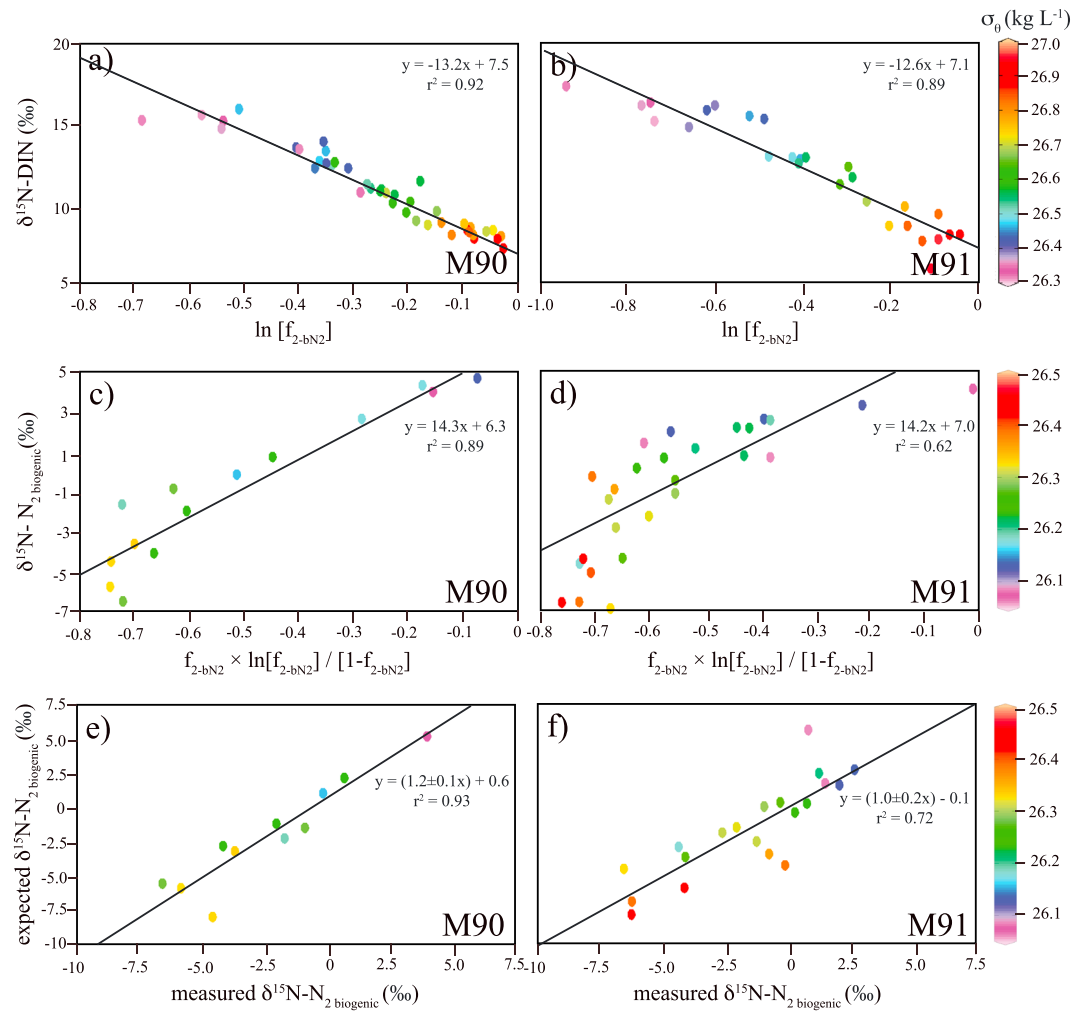 σθ (kg L-1)
a)
y = -13.2x + 7.5
r2 = 0.92
M90
20
15
10
5
δ15N-DIN (‰)
-0.8 -0.7 -0.6 -0.5 -0.4 -0.3 -0.2 -0.1 0
ln [f2-bN2]
b)
y = -12.6x + 7.1
r2 = 0.89
M91
-1.0 -0.8 -0.6 -0.4 -0.2 0
ln [f2-bN2]
27.0
26.9
26.8
26.7
26.6
26.5
26.4
26.3
c)
y = 14.3x + 6.3
r2 = 0.89
M90
5
3
1
-1
-3
-5
-7
δ15N- N2 biogenic (‰)
-0.8 -0.7 -0.6 -0.5 -0.4 -0.3 -0.2 -0.1 0
f2-bN2 × ln[f2-bN2] / [1-f2-bN2]
d)
y = 14.2x + 7.0
r2 = 0.62
M91
-0.8 -0.7 -0.6 -0.5 -0.4 -0.3 -0.2 -0.1 0
f2-bN2 × ln[f2-bN2] / [1-f2-bN2]
26.5
26.4
26.3
26.2
26.1
e)
y = (1.2±0.1x) + 0.6
r2 = 0.93
M90
7.5
5.0
2.5
0
-2.5
-5.0
-7.5
-10
expected δ15N-N2 biogenic (‰)
-10 -7.5 -5.0 -2.5 0 2.5 5.0 7.5
measured δ15N-N2 biogenic (‰)
f)
y = (1.0±0.2x) - 0.1
r2 = 0.72
M91
-10 -7.5 -5.0 -2.5 0 2.5 5.0 7.5
measured δ15N-N2 biogenic (‰)
26.5
26.4
26.3
26.2
26.1